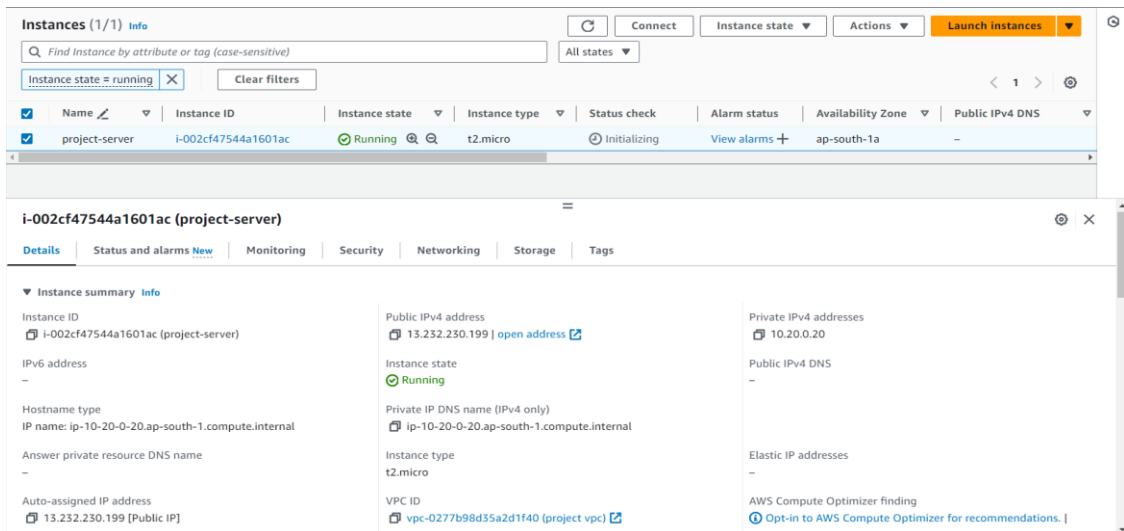 Instances (1/1) Info
Connect
Instance state
Actions
Launch instances
Find Instance by attribute or tag (case-sensitive)
All states
Instance state = running
Clear filters
1
Name Instance ID Instance state Instance type Status check Alarm status Availability Zone Public IPv4 DNS
project-server i-002cf47544a1601ac Running t2.micro Initializing View alarms + ap-south-1a –
i-002cf47544a1601ac (project-server)
Details Status and alarms New Monitoring Security Networking Storage Tags
Instance summary Info
Instance ID Public IPv4 address Private IPv4 addresses
i-002cf47544a1601ac (project-server) 13.232.230.199 | open address 10.20.0.20
IPv6 address Instance state Public IPv4 DNS
– Running –
Hostname type Private IP DNS name (IPv4 only)
IP name: ip-10-20-0-20.ap-south-1.compute.internal ip-10-20-0-20.ap-south-1.compute.internal
Answer private resource DNS name Instance type Elastic IP addresses
– t2.micro –
Auto-assigned IP address VPC ID AWS Compute Optimizer finding
13.232.230.199 [Public IP] vpc-0277b98d35a2d1f40 (project vpc) Opt-in to AWS Compute Optimizer for recommendations. |